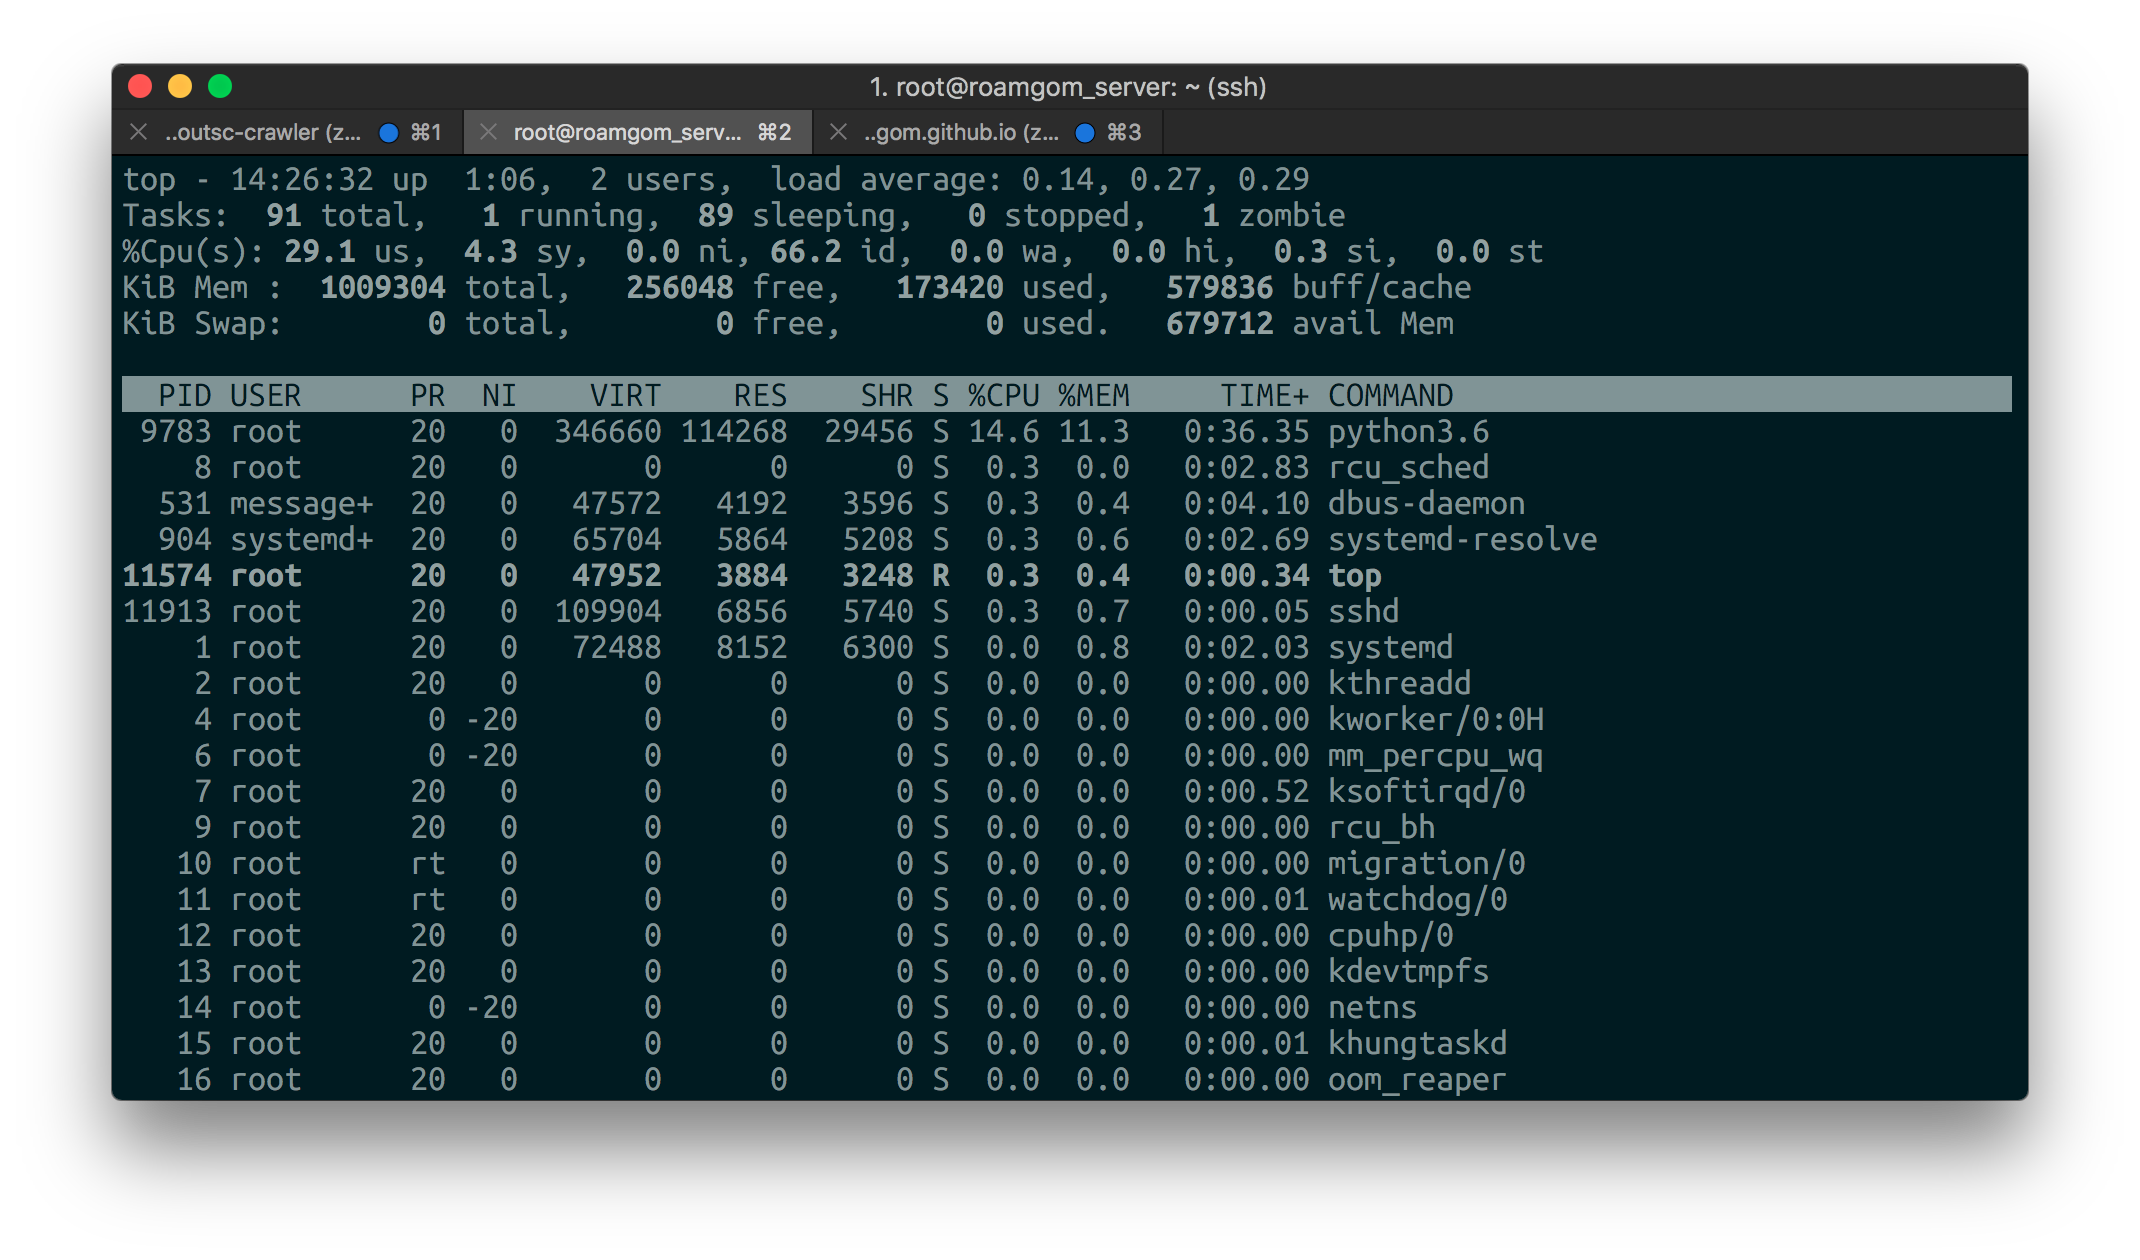 1. root@roamgom_server: ~ (ssh)
..outsc-crawler (z... ⌘1 root@roamgom_serv... ⌘2 ..gom.github.io (z... ⌘3
top - 14:26:32 up  1:06,  2 users,  load average: 0.14, 0.27, 0.29
Tasks:  91 total,   1 running,  89 sleeping,   0 stopped,   1 zombie
%Cpu(s): 29.1 us,  4.3 sy,  0.0 ni, 66.2 id,  0.0 wa,  0.0 hi,  0.3 si,  0.0 st
KiB Mem :  1009304 total,   256048 free,   173420 used,   579836 buff/cache
KiB Swap:        0 total,        0 free,        0 used.   679712 avail Mem
  PID USER      PR  NI    VIRT    RES    SHR S %CPU %MEM     TIME+ COMMAND
 9783 root      20   0  346660 114268  29456 S 14.6 11.3   0:36.35 python3.6
    8 root      20   0       0      0      0 S  0.3  0.0   0:02.83 rcu_sched
  531 message+  20   0   47572   4192   3596 S  0.3  0.4   0:04.10 dbus-daemon
  904 systemd+  20   0   65704   5864   5208 S  0.3  0.6   0:02.69 systemd-resolve
11574 root      20   0   47952   3884   3248 R  0.3  0.4   0:00.34 top
11913 root      20   0  109904   6856   5740 S  0.3  0.7   0:00.05 sshd
    1 root      20   0   72488   8152   6300 S  0.0  0.8   0:02.03 systemd
    2 root      20   0       0      0      0 S  0.0  0.0   0:00.00 kthreadd
    4 root       0 -20       0      0      0 S  0.0  0.0   0:00.00 kworker/0:0H
    6 root       0 -20       0      0      0 S  0.0  0.0   0:00.00 mm_percpu_wq
    7 root      20   0       0      0      0 S  0.0  0.0   0:00.52 ksoftirqd/0
    9 root      20   0       0      0      0 S  0.0  0.0   0:00.00 rcu_bh
   10 root      rt   0       0      0      0 S  0.0  0.0   0:00.00 migration/0
   11 root      rt   0       0      0      0 S  0.0  0.0   0:00.01 watchdog/0
   12 root      20   0       0      0      0 S  0.0  0.0   0:00.00 cpuhp/0
   13 root      20   0       0      0      0 S  0.0  0.0   0:00.00 kdevtmpfs
   14 root       0 -20       0      0      0 S  0.0  0.0   0:00.00 netns
   15 root      20   0       0      0      0 S  0.0  0.0   0:00.01 khungtaskd
   16 root      20   0       0      0      0 S  0.0  0.0   0:00.00 oom_reaper